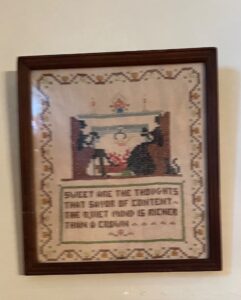 SWEET ARE THE THOUGHTS
THAT SAVOR OF CONTENT -
THE QUIET MIND IS RICHER
THAN A CROWN